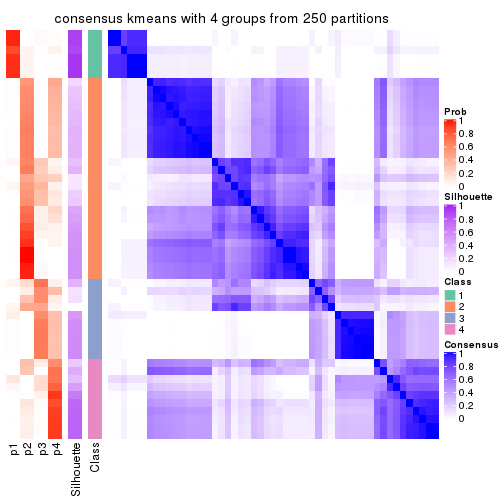 consensus kmeans with 4 groups from 250 partitions
Prob
1
0.8
0.6
0.4
0.2
0
Silhouette
1
0.8
0.6
0.4
0.2
0
Class
1
2
3
4
Consensus
1
0.8
0.6
0.4
0.2
0
p1
p2
p3
p4
Silhouette
Class